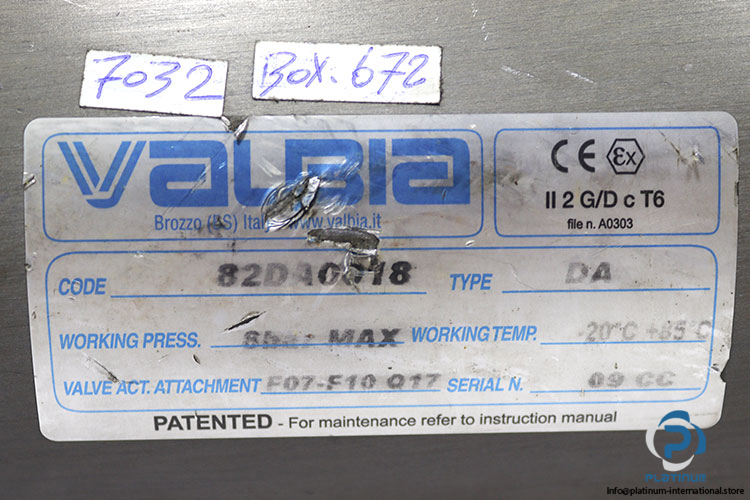 7032
BOX.672
VALBIA
Brozzo (BS) Italy www.valbia.it
CE Ex
II 2 G/D c T6
file n. A0303
CODE 82DA0018 TYPE DA
WORKING PRESS. 8Bar MAX WORKING TEMP. -20°C +85°C
VALVE ACT. ATTACHMENT F07-F10 Q17 SERIAL N. 09 CC
PATENTED - For maintenance refer to instruction manual
PLATINUM
Info@platinum-international.store